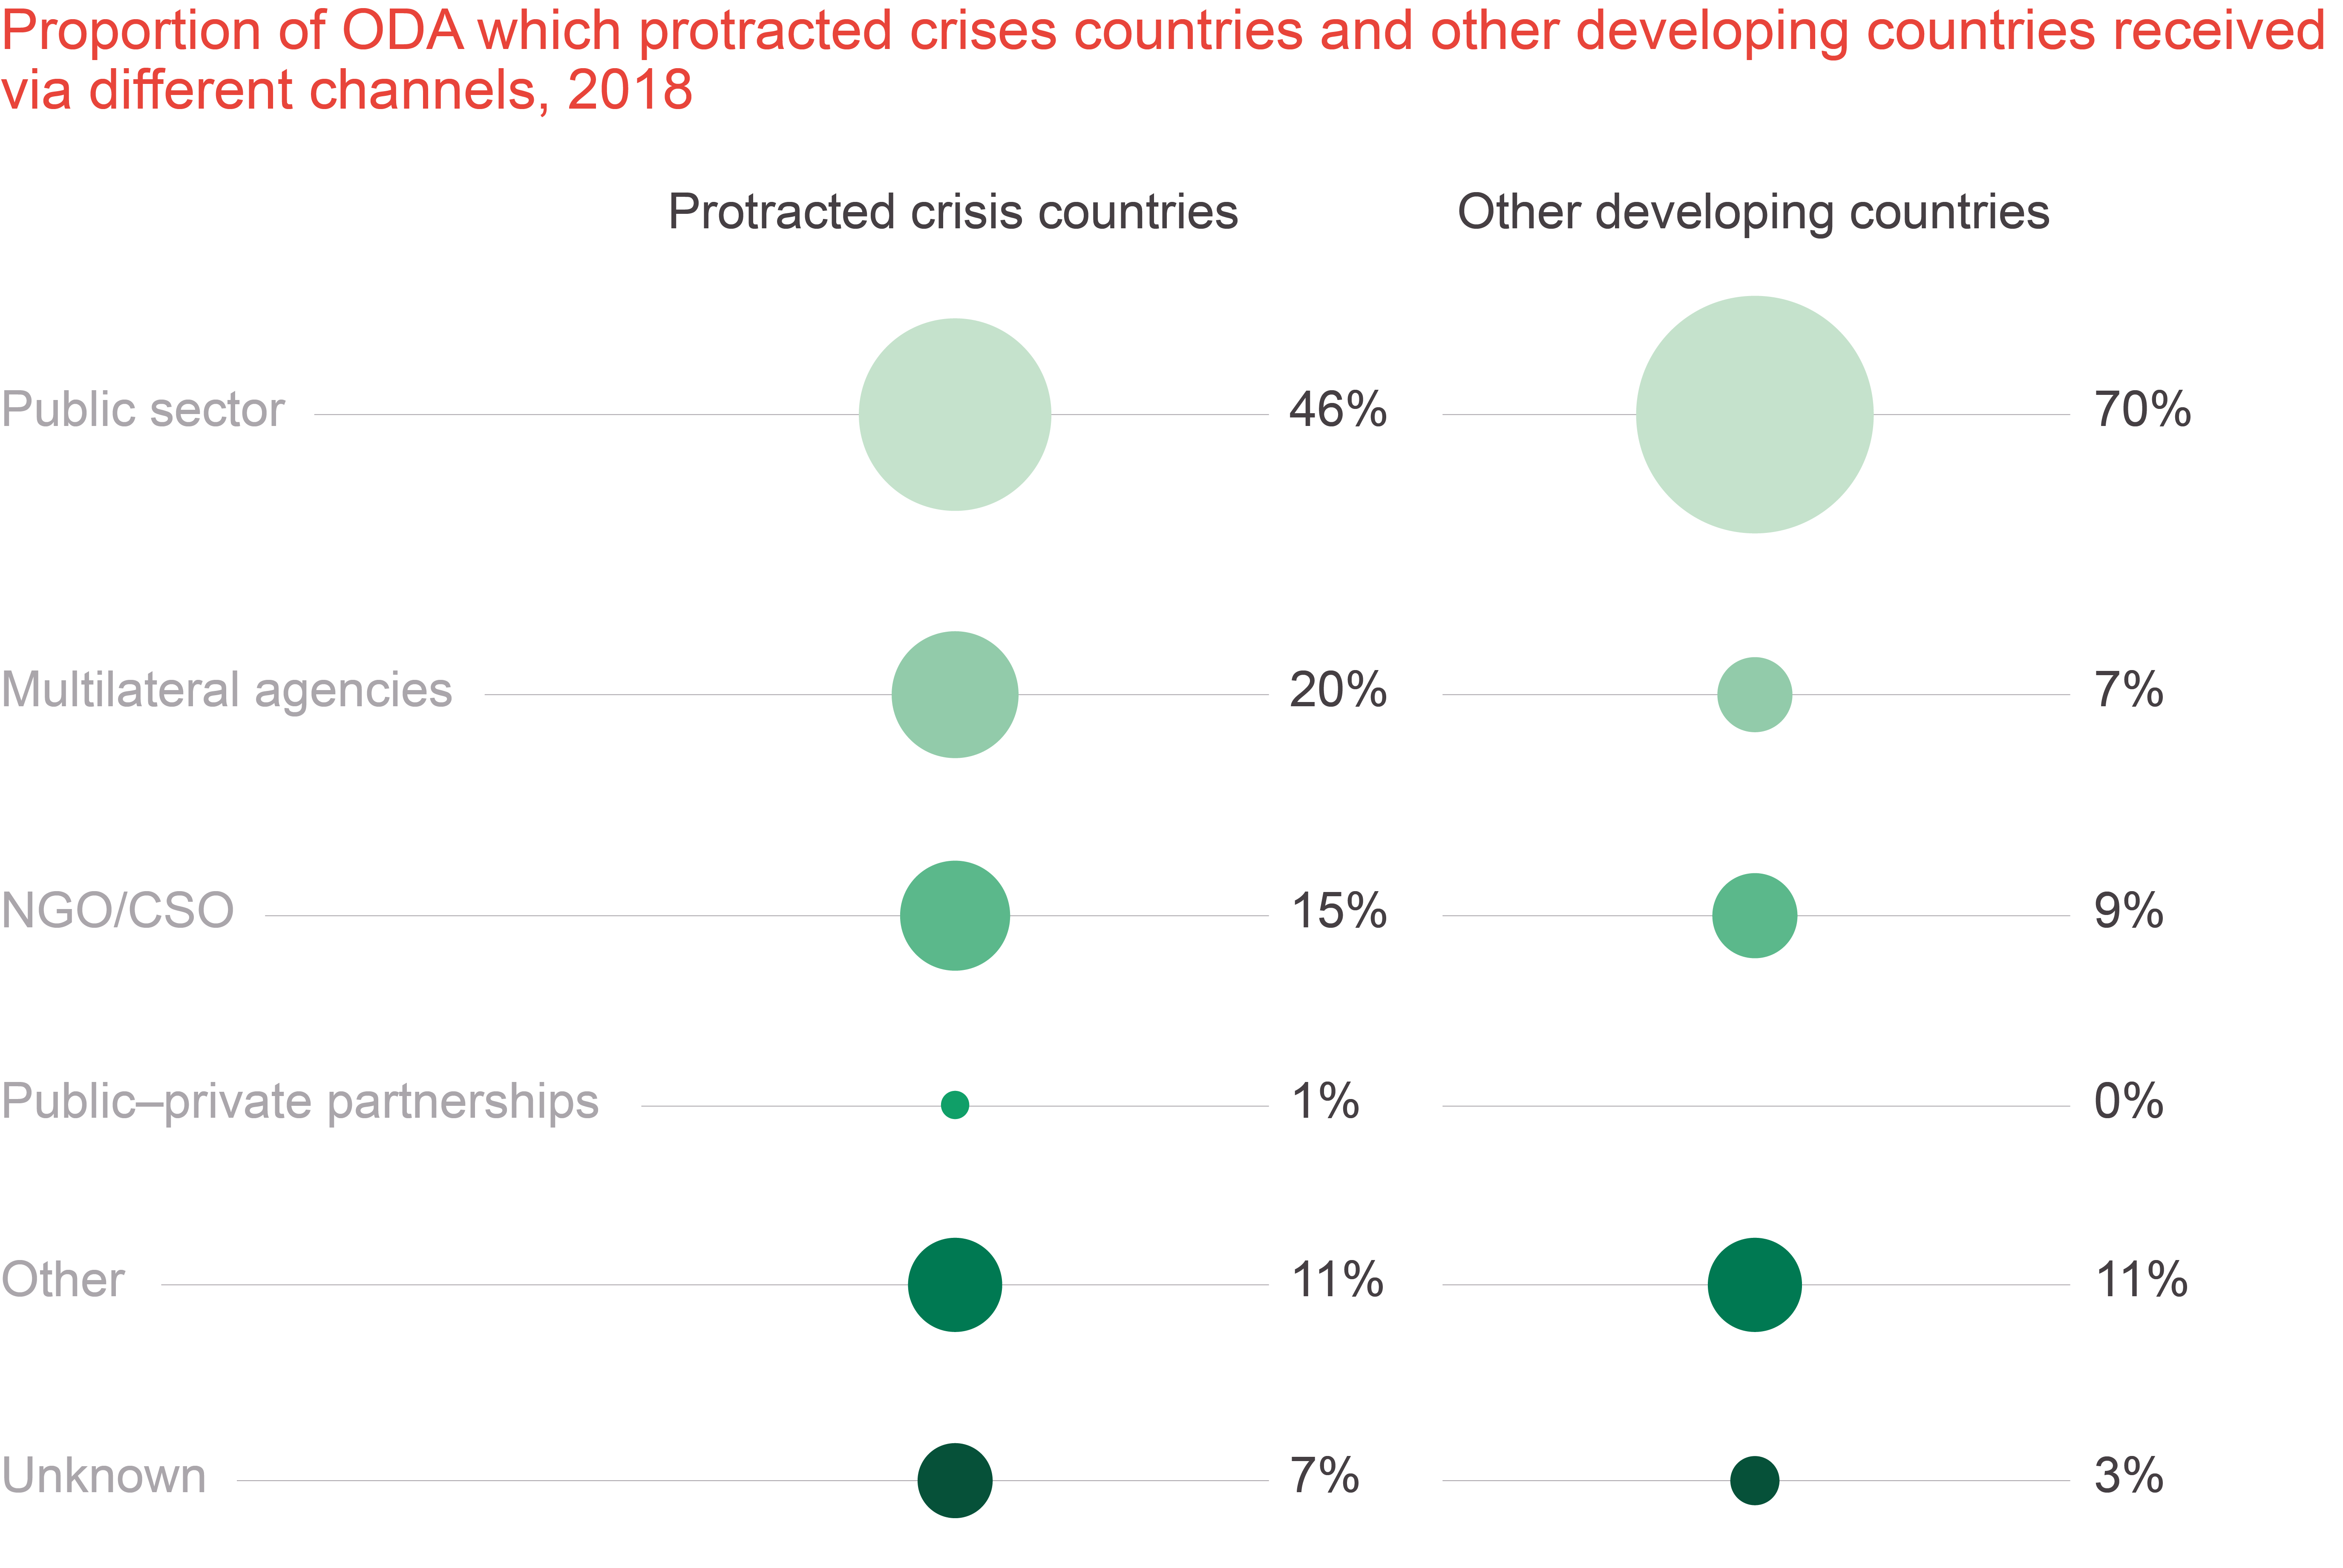 Proportion of ODA which protracted crises countries and other developing countries received
via different channels, 2018
Protracted crisis countries Other developing countries
Public sector 46% 70%
Multilateral agencies 20% 7%
NGO/CSO 15% 9%
Public–private partnerships 1% 0%
Other 11% 11%
Unknown 7% 3%